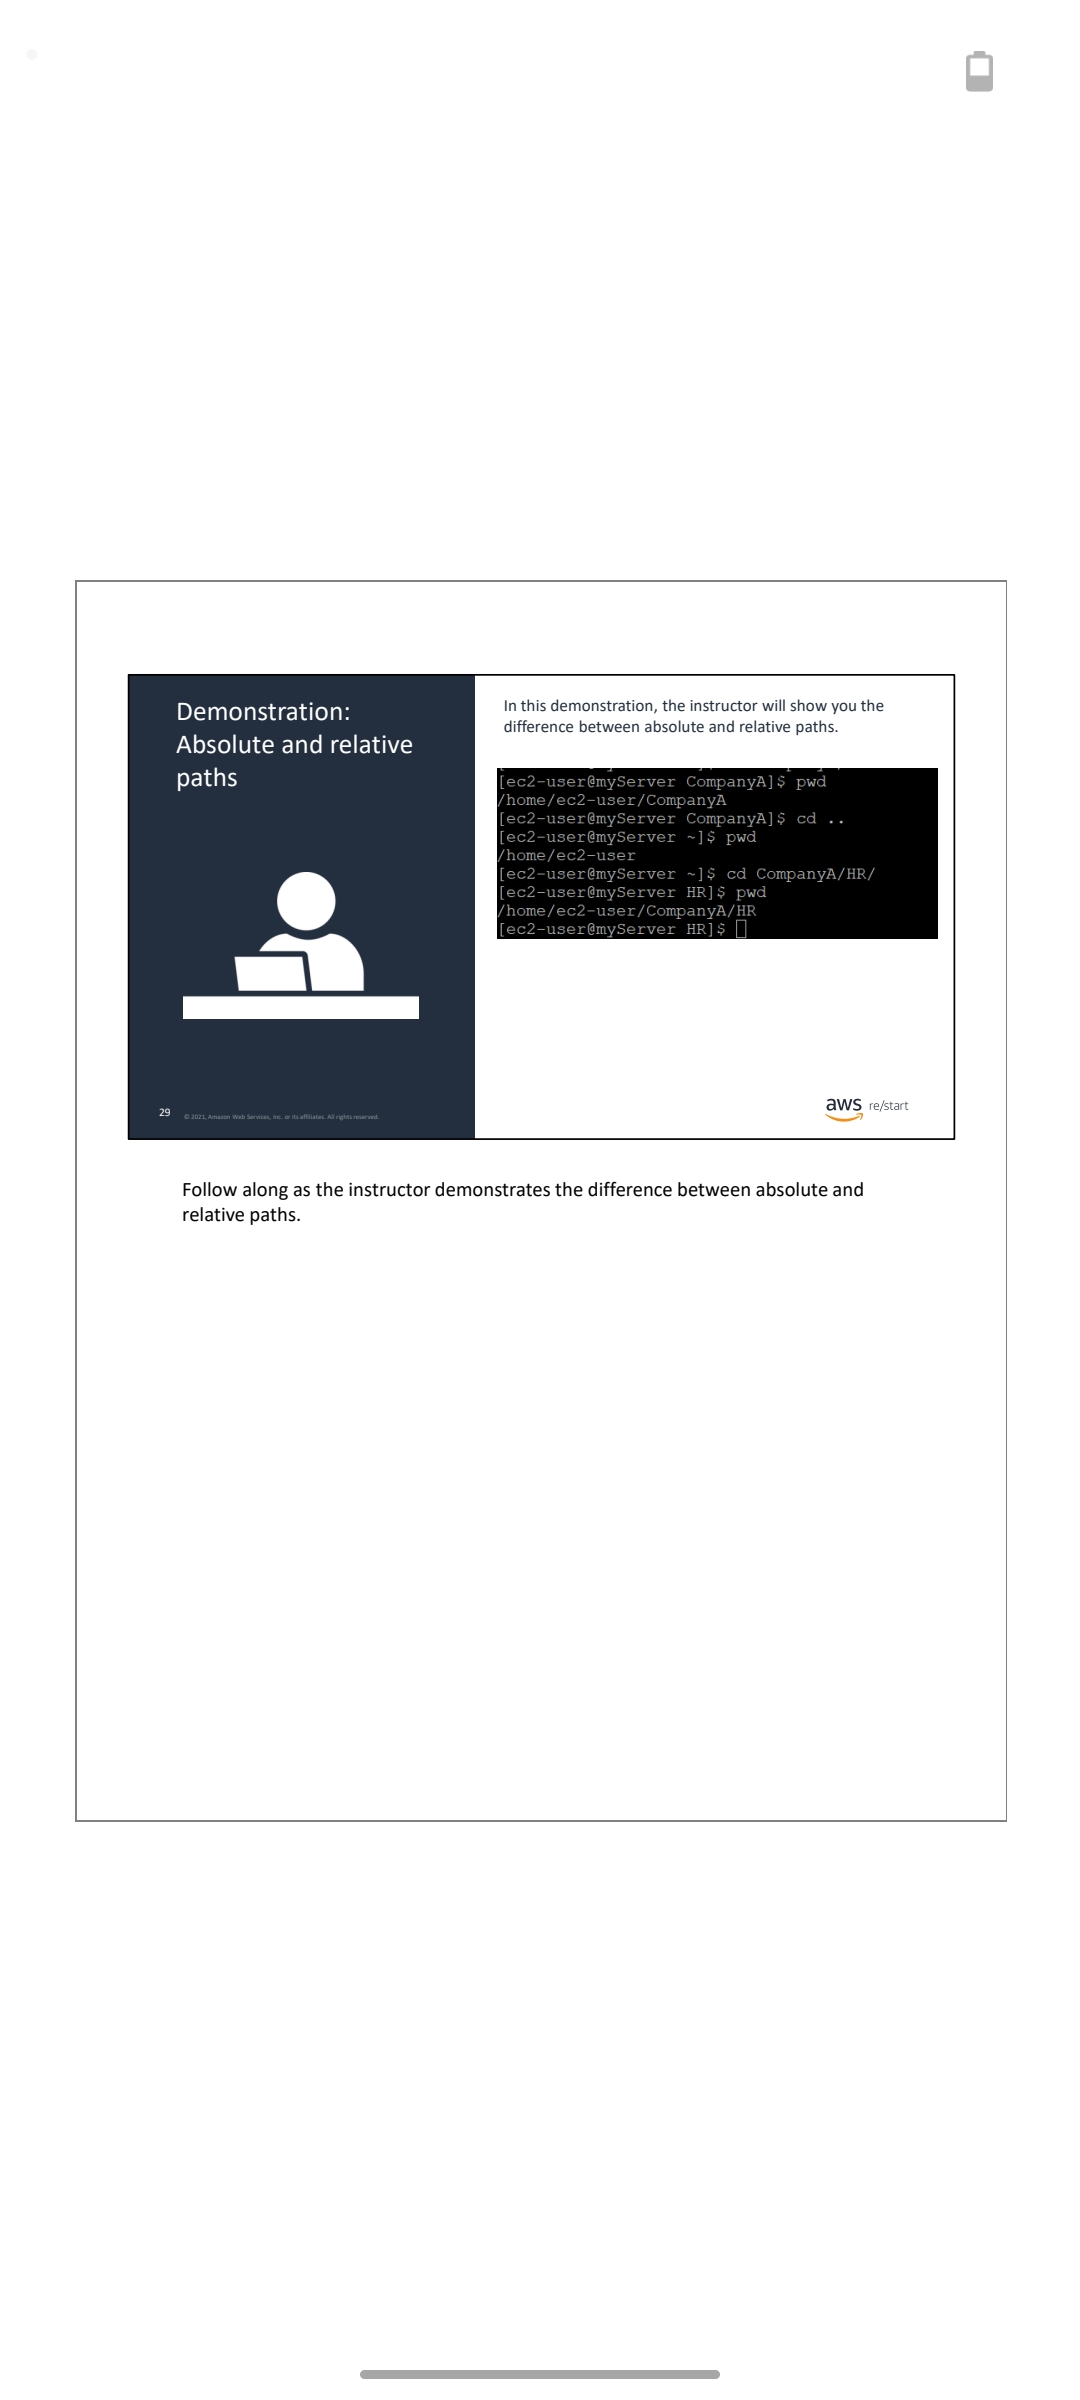 Demonstration:
Absolute and relative
paths
In this demonstration, the instructor will show you the
difference between absolute and relative paths.
[ec2-user@myServer CompanyA]$ pwd
/home/ec2-user/CompanyA
[ec2-user@myServer CompanyA]$ cd ..
[ec2-user@myServer ~]$ pwd
/home/ec2-user
[ec2-user@myServer ~]$ cd CompanyA/HR/
[ec2-user@myServer HR]$ pwd
/home/ec2-user/CompanyA/HR
[ec2-user@myServer HR]$
29
© 2021, Amazon Web Services, Inc. or its affiliates. All rights reserved.
aws re/start
Follow along as the instructor demonstrates the difference between absolute and
relative paths.